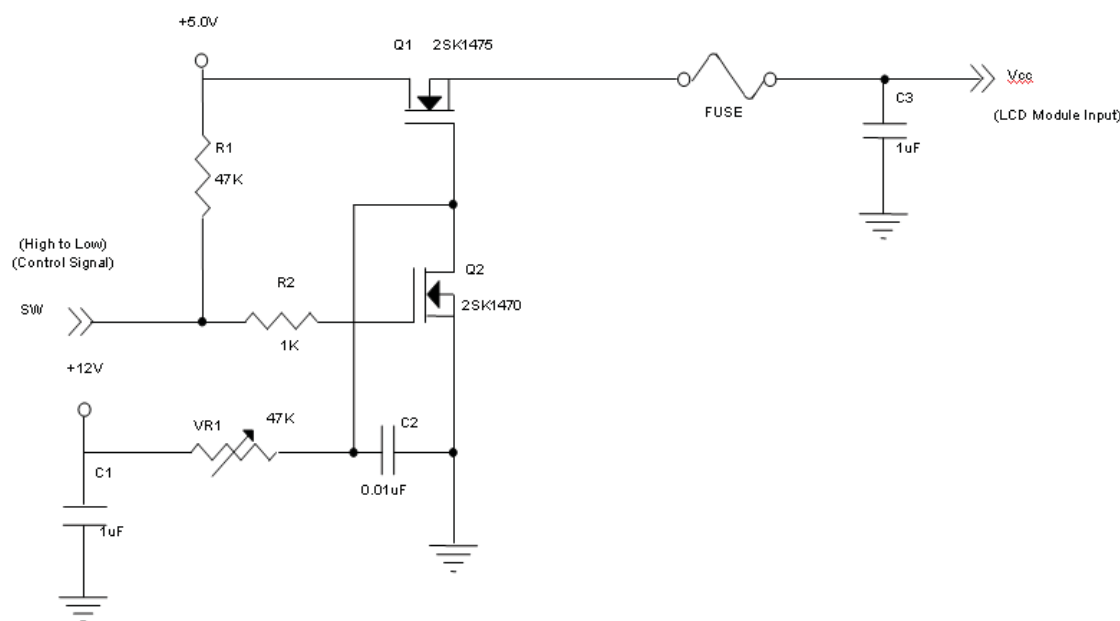 +5.0V
Q1 2SK1475
Vcc
C3
FUSE
(LCD Module Input)
R1
1uF
47K
(High to Low)
(Control Signal)
Q2
R2
SW
2SK1470
1K
+12V
47K
VR1
C2
C1
0.01uF
1uF